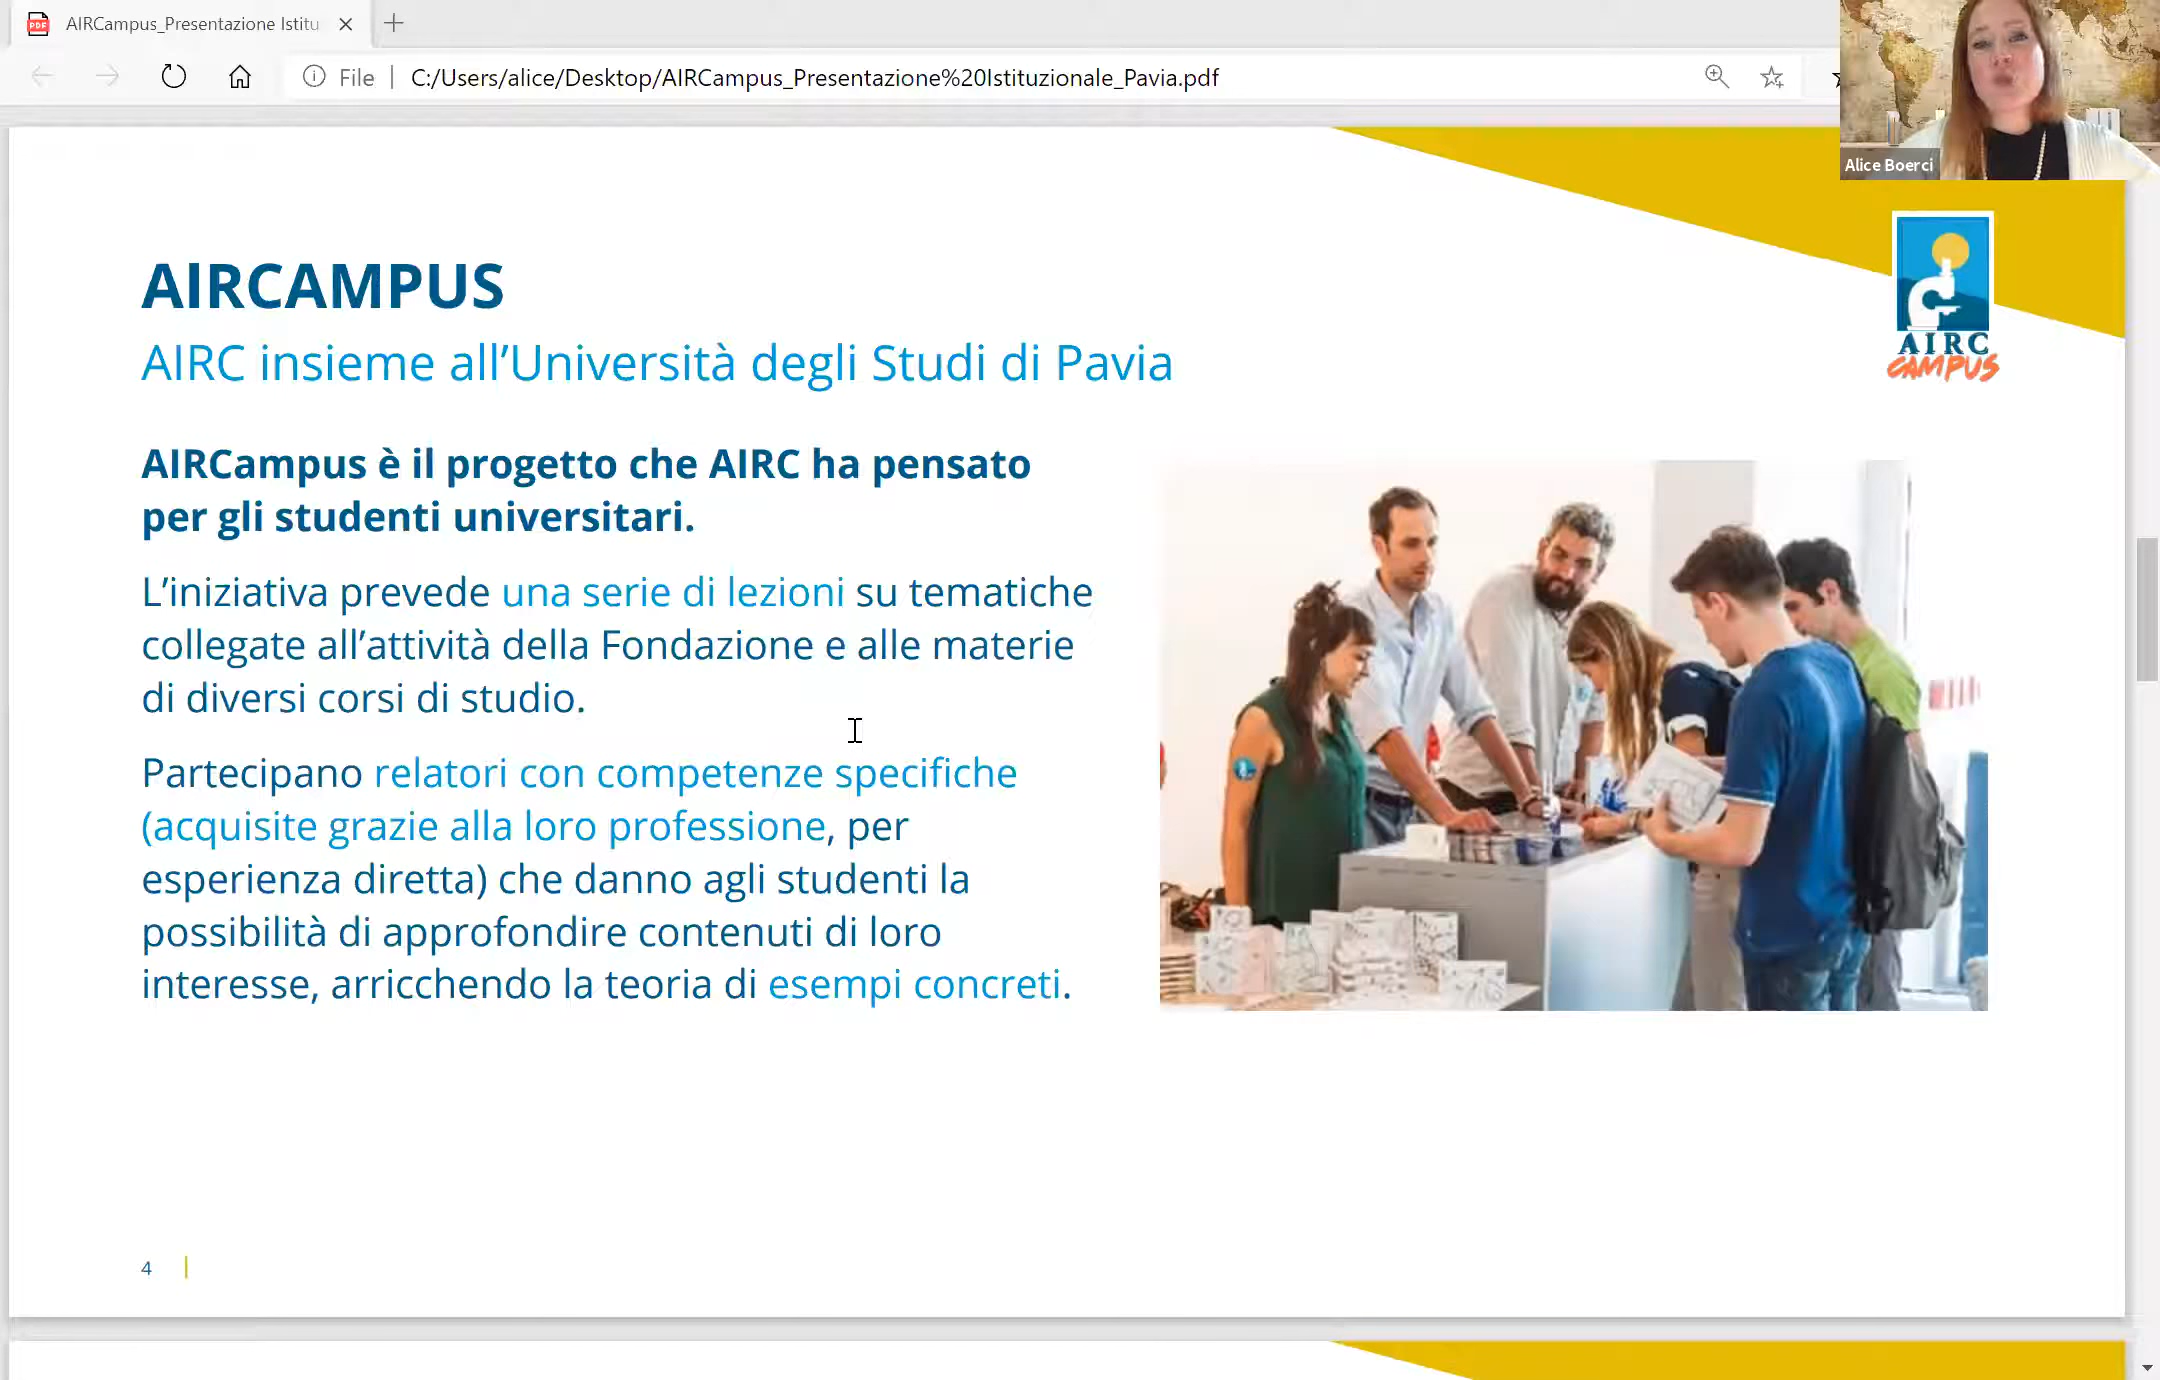 AIRCampus_Presentazione Istitu
File
C:/Users/alice/Desktop/AIRCampus_Presentazione%20Istituzionale_Pavia.pdf
Alice Boerci
AIRCAMPUS
AIRC insieme all’Università degli Studi di Pavia
AIRC
CAMPUS
AIRCampus è il progetto che AIRC ha pensato
per gli studenti universitari.
L’iniziativa prevede una serie di lezioni su tematiche
collegate all’attività della Fondazione e alle materie
di diversi corsi di studio.
Partecipano relatori con competenze specifiche
(acquisite grazie alla loro professione, per
esperienza diretta) che danno agli studenti la
possibilità di approfondire contenuti di loro
interesse, arricchendo la teoria di esempi concreti.
4